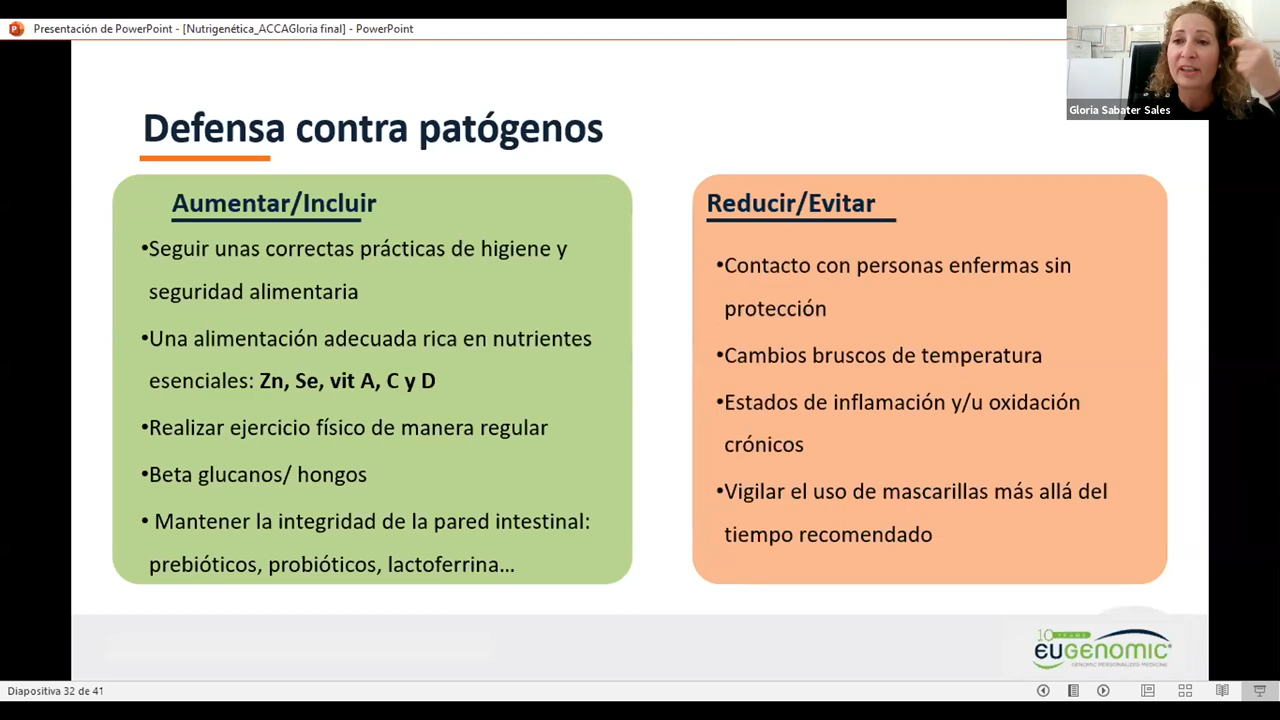 Presentación de PowerPoint - [Nutrigenética_ACCAGloria final] - PowerPoint
Gloria Sabater Sales
Defensa contra patógenos
Aumentar/Incluir
•Seguir unas correctas prácticas de higiene y
seguridad alimentaria
•Una alimentación adecuada rica en nutrientes
esenciales: Zn, Se, vit A, C y D
•Realizar ejercicio físico de manera regular
•Beta glucanos/ hongos
• Mantener la integridad de la pared intestinal:
prebióticos, probióticos, lactoferrina...
Reducir/Evitar
•Contacto con personas enfermas sin
protección
•Cambios bruscos de temperatura
•Estados de inflamación y/u oxidación
crónicos
•Vigilar el uso de mascarillas más allá del
tiempo recomendado
10 YEARS
EUGENOMIC®
GENOMIC PERSONALIZED MEDICINE
Diapositiva 32 de 41